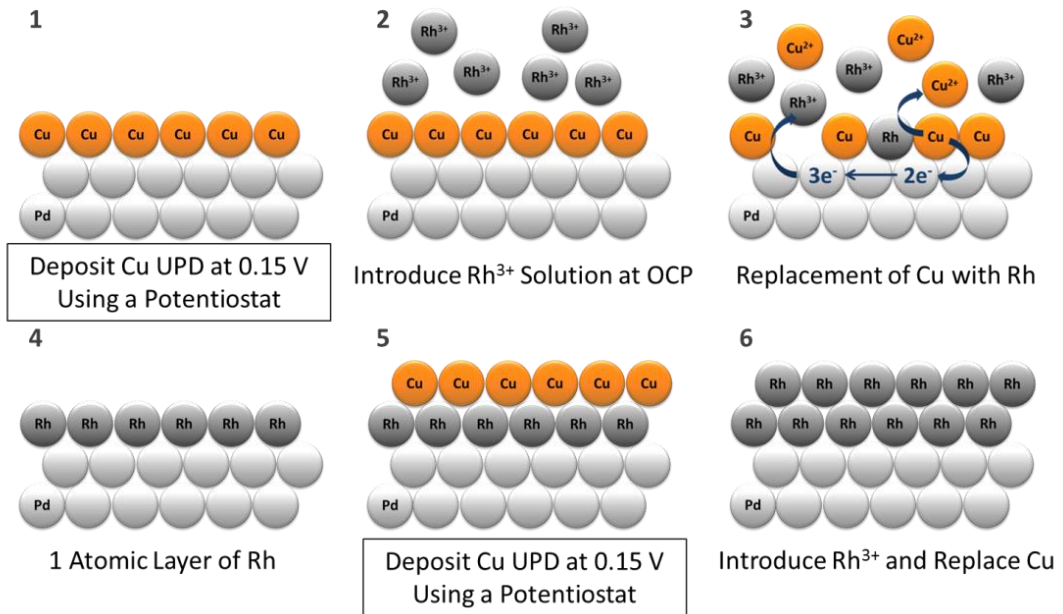 1
Cu Cu Cu Cu Cu Cu
Pd
Deposit Cu UPD at 0.15 V
Using a Potentiostat
2
Rh³⁺ Rh³⁺
Rh³⁺ Rh³⁺ Rh³⁺ Rh³⁺
Cu Cu Cu Cu Cu Cu
Pd
Introduce Rh³⁺ Solution at OCP
3
Cu²⁺ Cu²⁺
Rh³⁺ Rh³⁺ Cu²⁺ Rh³⁺
Rh³⁺
Cu Cu Rh Cu Cu
3e⁻ 2e⁻
Pd
Replacement of Cu with Rh
4
Rh Rh Rh Rh Rh Rh
Pd
1 Atomic Layer of Rh
5
Cu Cu Cu Cu Cu Cu
Rh Rh Rh Rh Rh Rh
Pd
Deposit Cu UPD at 0.15 V
Using a Potentiostat
6
Rh Rh Rh Rh Rh Rh
Rh Rh Rh Rh Rh Rh
Pd
Introduce Rh³⁺ and Replace Cu